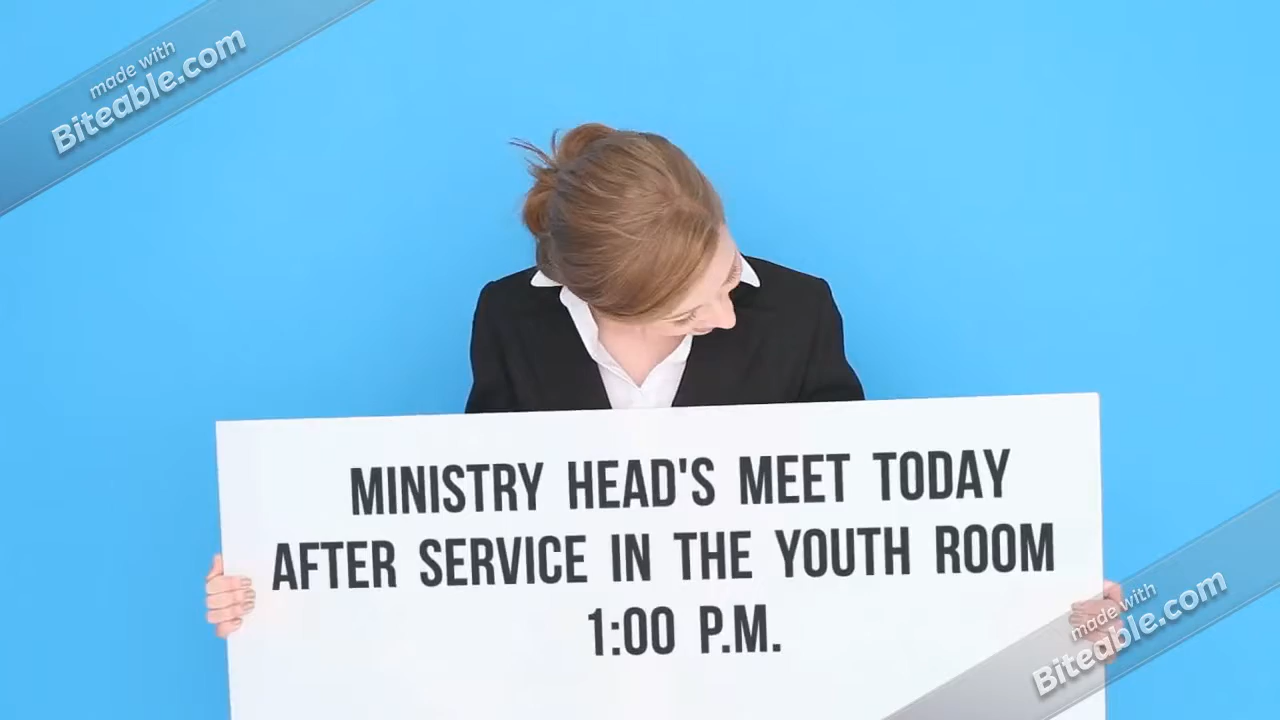 made with
Biteable.com
MINISTRY HEAD'S MEET TODAY
AFTER SERVICE IN THE YOUTH ROOM
1:00 P.M.
made with
Biteable.com